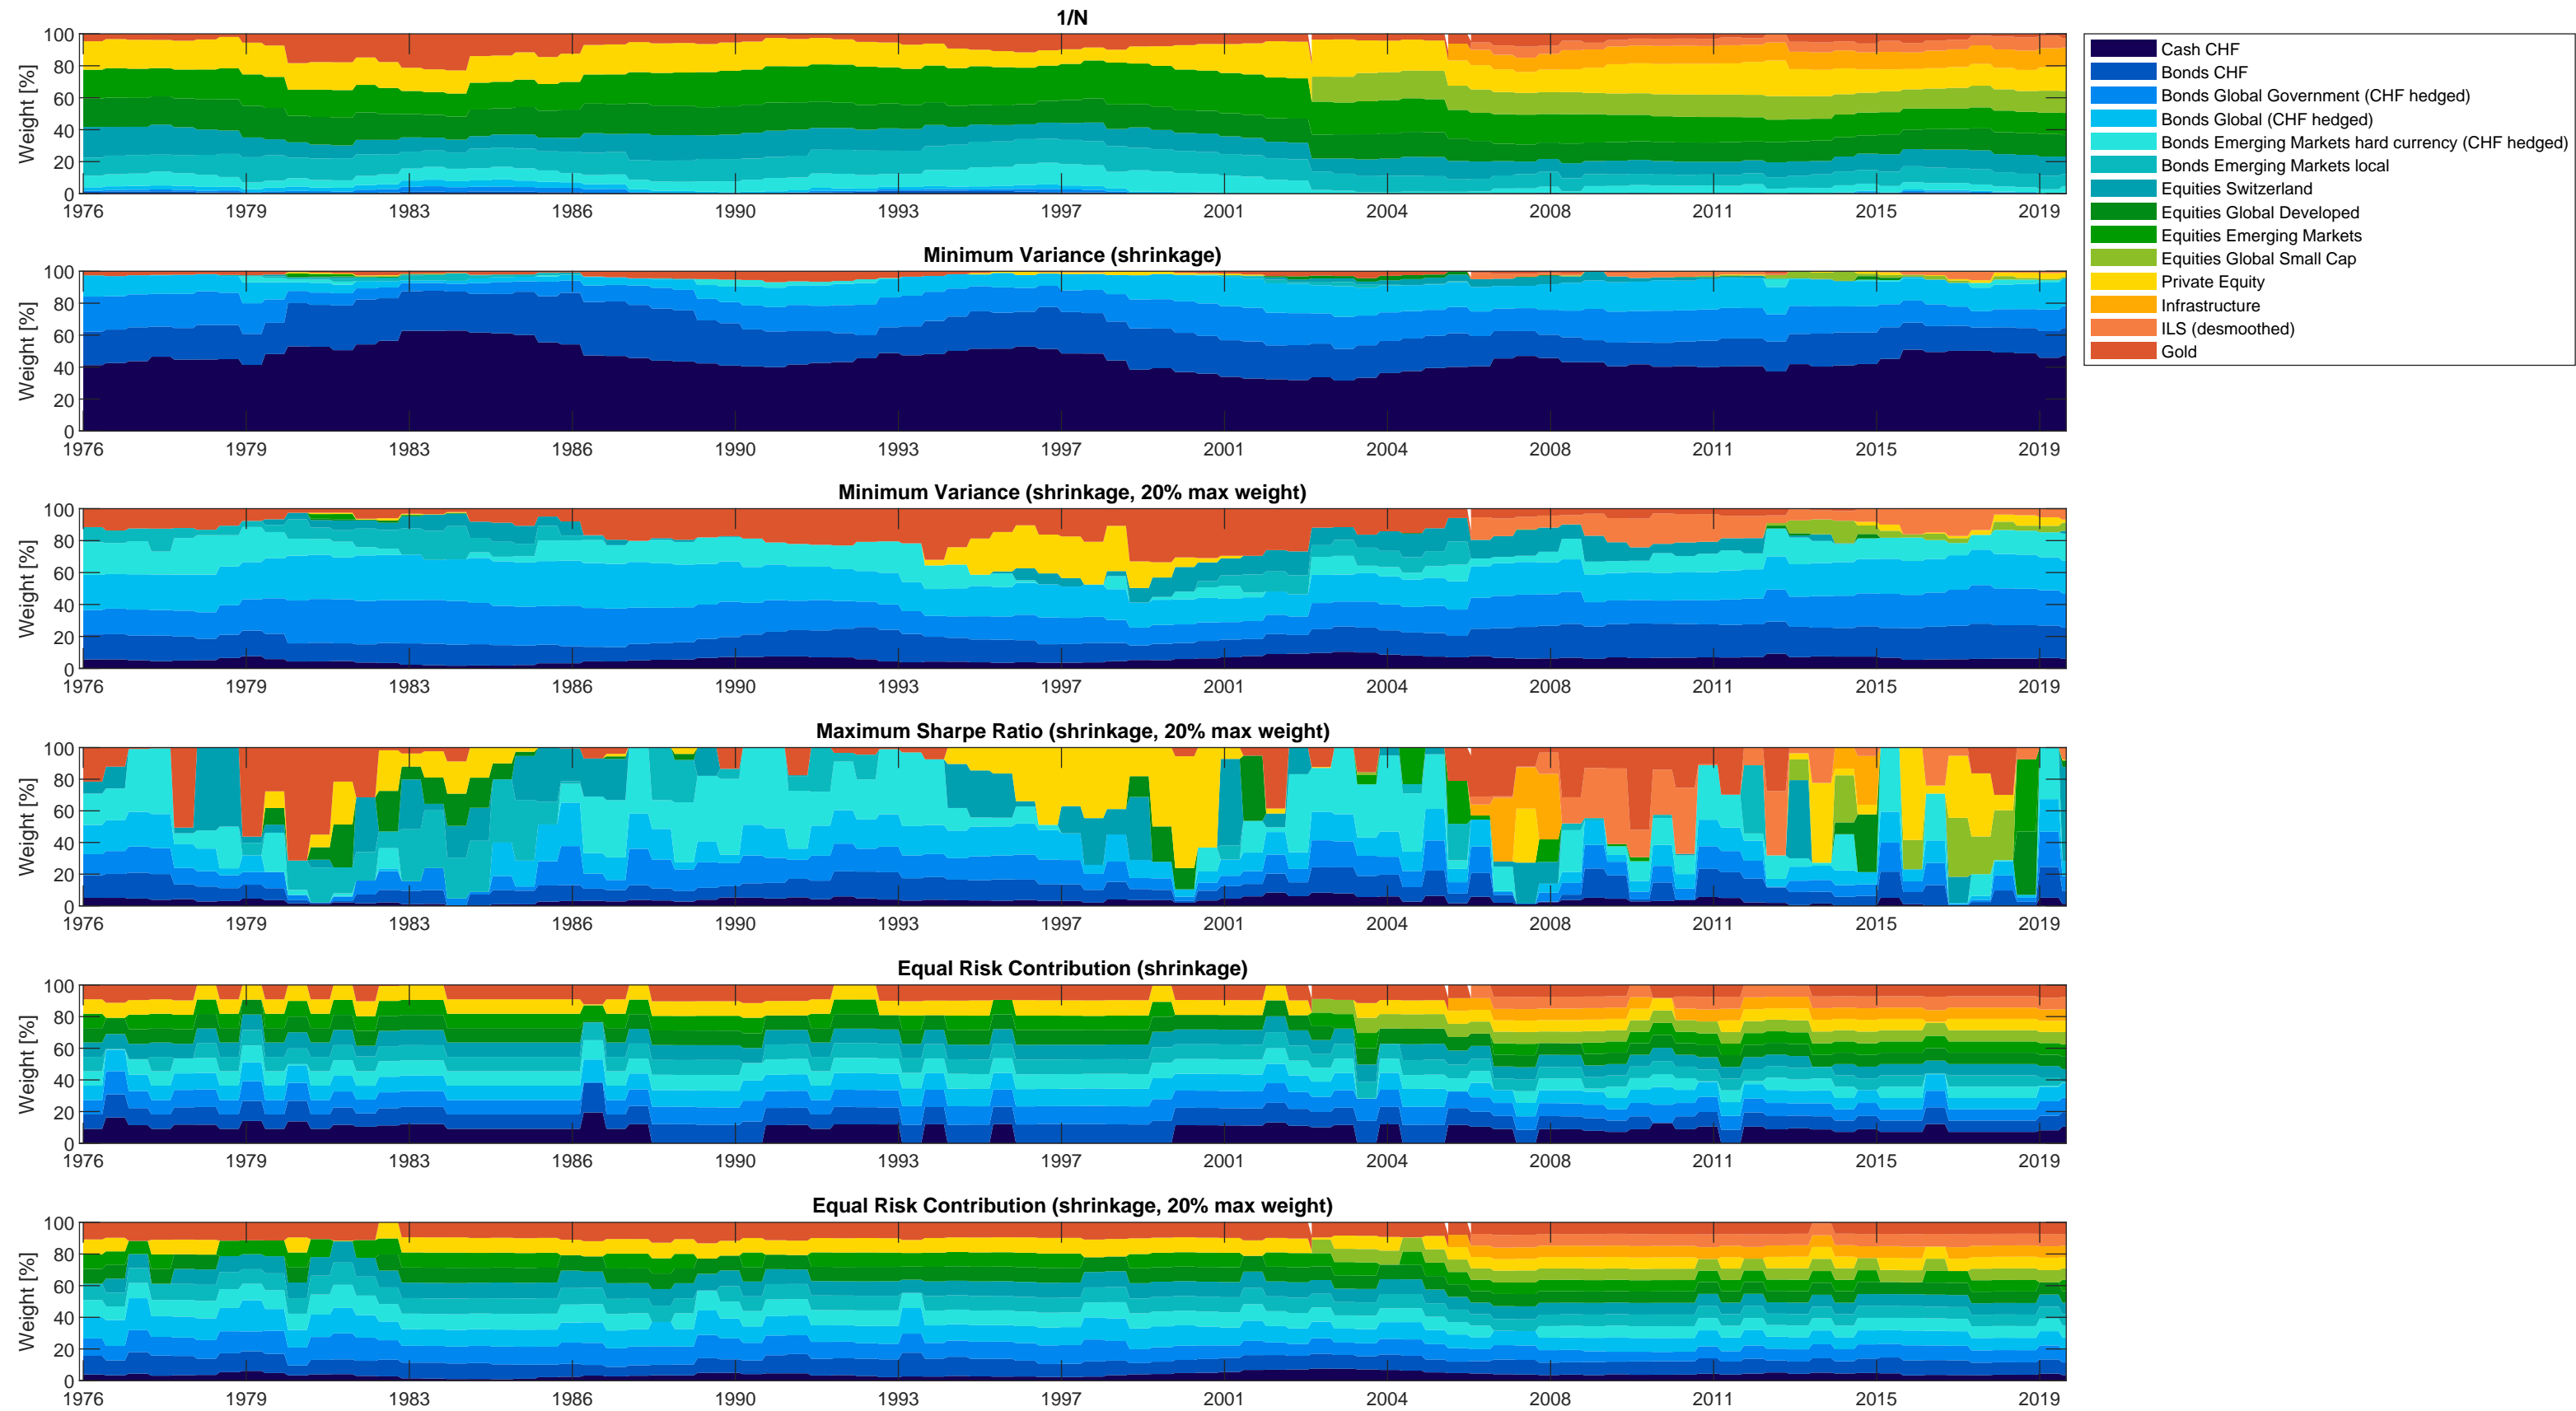 1/N
Weight [%]
100
80
60
40
20
0
1976 1979 1983 1986 1990 1993 1997 2001 2004 2008 2011 2015 2019
Cash CHF
Bonds CHF
Bonds Global Government (CHF hedged)
Bonds Global (CHF hedged)
Bonds Emerging Markets hard currency (CHF hedged)
Bonds Emerging Markets local
Equities Switzerland
Equities Global Developed
Equities Emerging Markets
Equities Global Small Cap
Private Equity
Infrastructure
ILS (desmoothed)
Gold
Minimum Variance (shrinkage)
Weight [%]
100
80
60
40
20
0
1976 1979 1983 1986 1990 1993 1997 2001 2004 2008 2011 2015 2019
Minimum Variance (shrinkage, 20% max weight)
Weight [%]
100
80
60
40
20
0
1976 1979 1983 1986 1990 1993 1997 2001 2004 2008 2011 2015 2019
Maximum Sharpe Ratio (shrinkage, 20% max weight)
Weight [%]
100
80
60
40
20
0
1976 1979 1983 1986 1990 1993 1997 2001 2004 2008 2011 2015 2019
Equal Risk Contribution (shrinkage)
Weight [%]
100
80
60
40
20
0
1976 1979 1983 1986 1990 1993 1997 2001 2004 2008 2011 2015 2019
Equal Risk Contribution (shrinkage, 20% max weight)
Weight [%]
100
80
60
40
20
0
1976 1979 1983 1986 1990 1993 1997 2001 2004 2008 2011 2015 2019